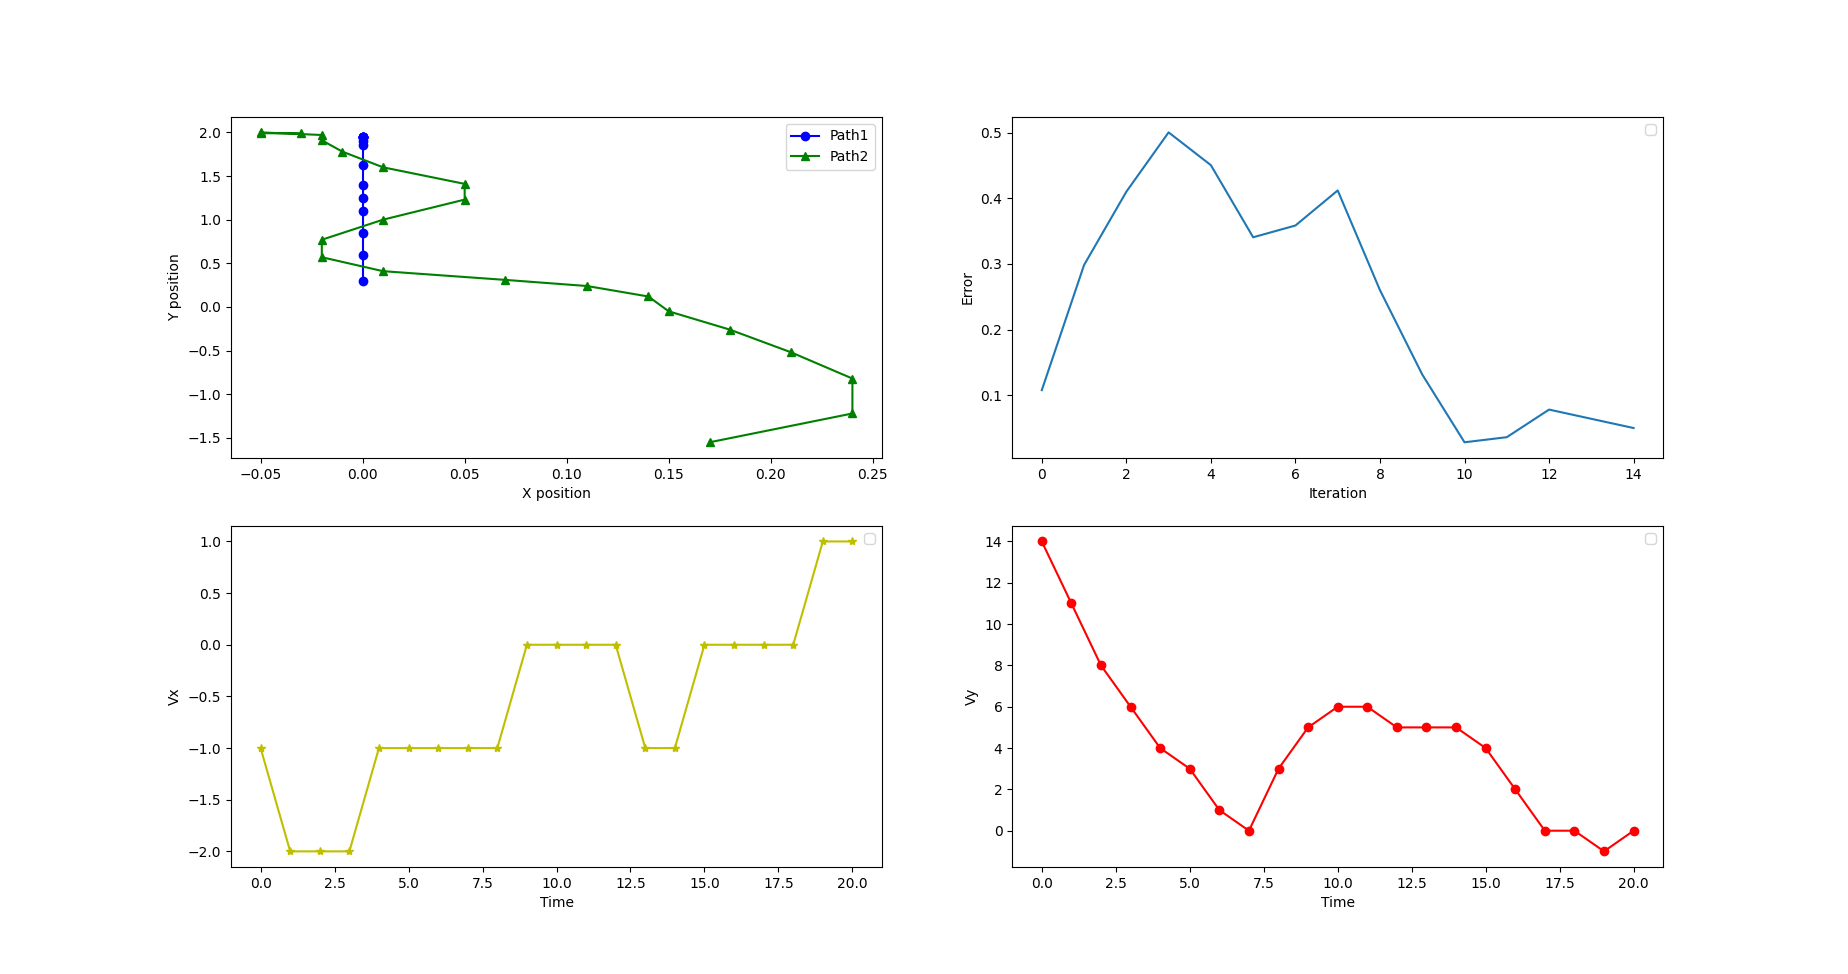 2.0
1.5
1.0
0.5
0.0
−0.5
−1.0
−1.5
Y position
−0.05 0.00 0.05 0.10 0.15 0.20 0.25
X position
Path1
Path2
0.5
0.4
0.3
0.2
0.1
Error
0 2 4 6 8 10 12 14
Iteration
1.0
0.5
0.0
−0.5
−1.0
−1.5
−2.0
Vx
0.0 2.5 5.0 7.5 10.0 12.5 15.0 17.5 20.0
Time
14
12
10
8
6
4
2
0
Vy
0.0 2.5 5.0 7.5 10.0 12.5 15.0 17.5 20.0
Time